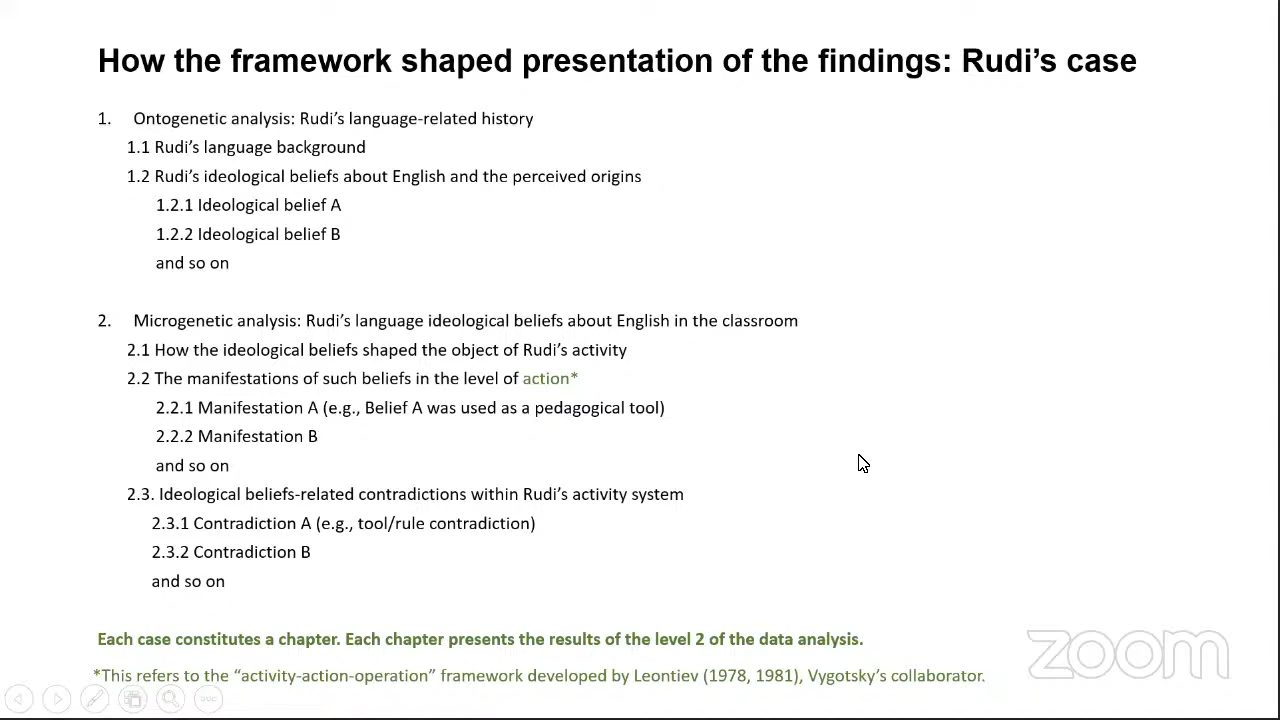 How the framework shaped presentation of the findings: Rudi’s case
1. Ontogenetic analysis: Rudi’s language-related history
1.1 Rudi’s language background
1.2 Rudi’s ideological beliefs about English and the perceived origins
1.2.1 Ideological belief A
1.2.2 Ideological belief B
and so on
2. Microgenetic analysis: Rudi’s language ideological beliefs about English in the classroom
2.1 How the ideological beliefs shaped the object of Rudi’s activity
2.2 The manifestations of such beliefs in the level of action*
2.2.1 Manifestation A (e.g., Belief A was used as a pedagogical tool)
2.2.2 Manifestation B
and so on
2.3. Ideological beliefs-related contradictions within Rudi’s activity system
2.3.1 Contradiction A (e.g., tool/rule contradiction)
2.3.2 Contradiction B
and so on
Each case constitutes a chapter. Each chapter presents the results of the level 2 of the data analysis.
*This refers to the “activity-action-operation” framework developed by Leontiev (1978, 1981), Vygotsky’s collaborator.
zoom